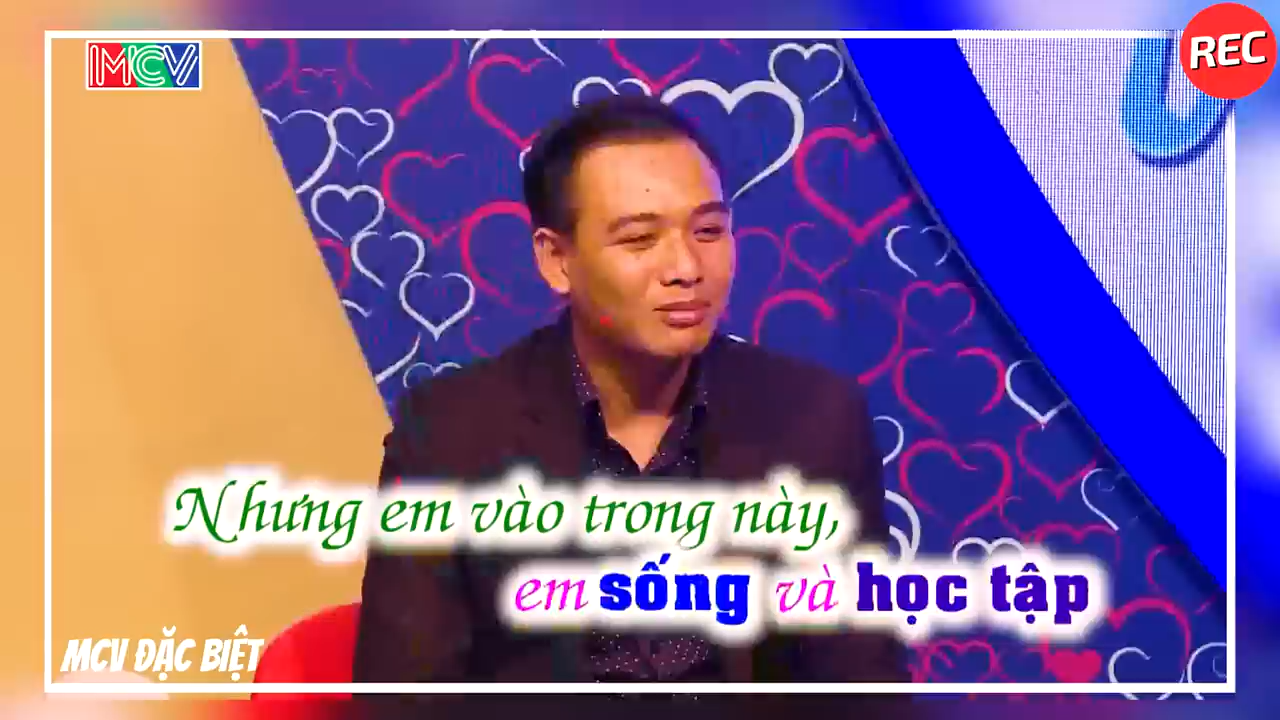 MCV
REC
Nhưng em vào trong này,
em sống và học tập
MCV ĐẶC BIỆT